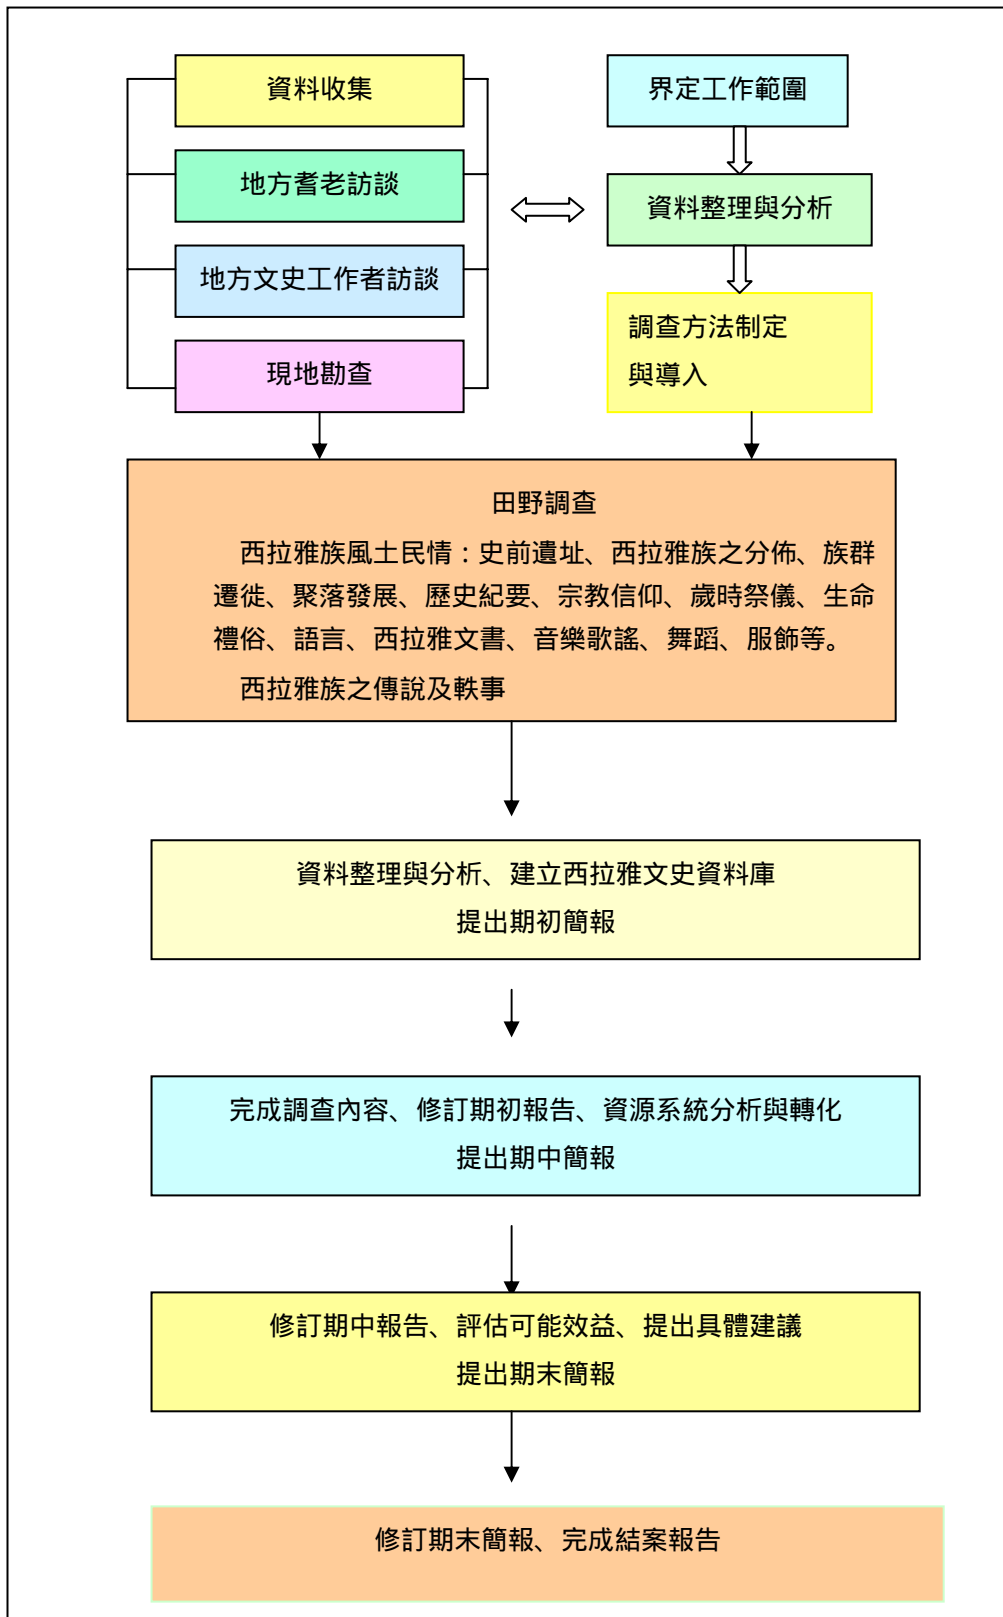 資料收集
地方耆老訪談
地方文史工作者訪談
現地勘查
界定工作範圍
資料整理與分析
調查方法制定
與導入
田野調查
西拉雅族風土民情：史前遺址、西拉雅族之分佈、族群
遷徙、聚落發展、歷史紀要、宗教信仰、歲時祭儀、生命
禮俗、語言、西拉雅文書、音樂歌謠、舞蹈、服飾等。
西拉雅族之傳說及軼事
資料整理與分析、建立西拉雅文史資料庫
提出期初簡報
完成調查內容、修訂期初報告、資源系統分析與轉化
提出期中簡報
修訂期中報告、評估可能效益、提出具體建議
提出期末簡報
修訂期末簡報、完成結案報告